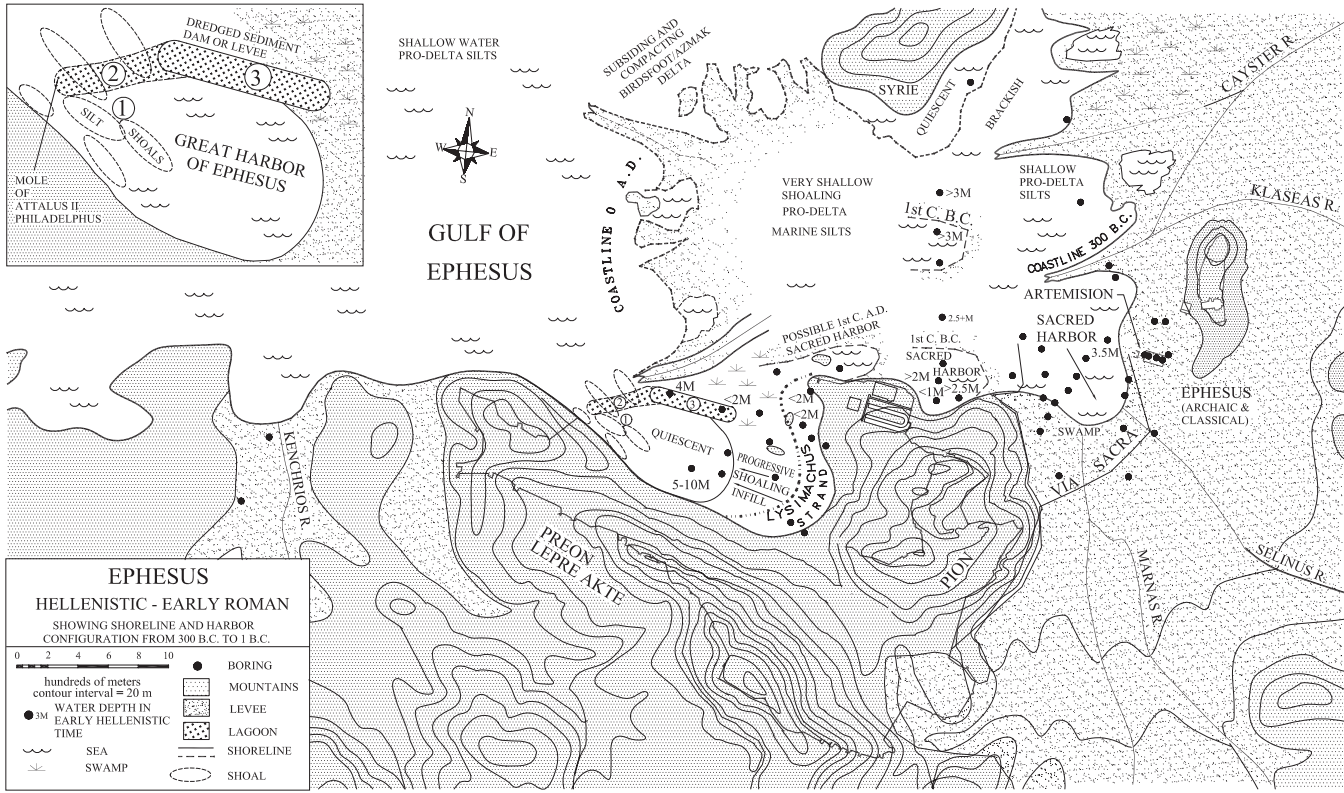 DREDGED SEDIMENT
DAM OR LEVEE
2
3
1
SILT
SHOALS
GREAT HARBOR
OF EPHESUS
MOLE
OF
ATTALUS II
PHILADELPHUS
SHALLOW WATER
PRO-DELTA SILTS
N
W E
S
GULF OF
EPHESUS
SUBSIDING AND
COMPACTING
BIRDSFOOT/AZMAK
DELTA
COASTLINE 0 A.D
SYRIE
QUIESCENT
BRACKISH
CAYSTER R.
VERY SHALLOW
SHOALING
PRO-DELTA
MARINE SILTS
>3M
1st C. B.C.
>3M
SHALLOW
PRO-DELTA
SILTS
KLASEAS R.
COASTLINE 300 B.C.
ARTEMISION
SACRED
HARBOR
3.5M
2.5+M
POSSIBLE 1st C. A.D.
SACRED HARBOR
1st C. B.C.
SACRED
HARBOR
>2M
<1M
>2.5M
EPHESUS
(ARCHAIC &
CLASSICAL)
SWAMP
VIA SACRA
4M
<2M
2
3
1
<2M
<2M
QUIESCENT
5-10M
PROGRESSIVE
SHOALING
INFILL
LYSIMACHUS
STRAND
KENCHRIOS R.
PREON
LEPRE AKTE
PION
MARNAS R.
SELINUS R.
EPHESUS
HELLENISTIC - EARLY ROMAN
SHOWING SHORELINE AND HARBOR
CONFIGURATION FROM 300 B.C. TO 1 B.C.
0 2 4 6 8 10
hundreds of meters
contour interval = 20 m
3M WATER DEPTH IN
EARLY HELLENISTIC
TIME
SEA
SWAMP
BORING
MOUNTAINS
LEVEE
LAGOON
SHORELINE
SHOAL